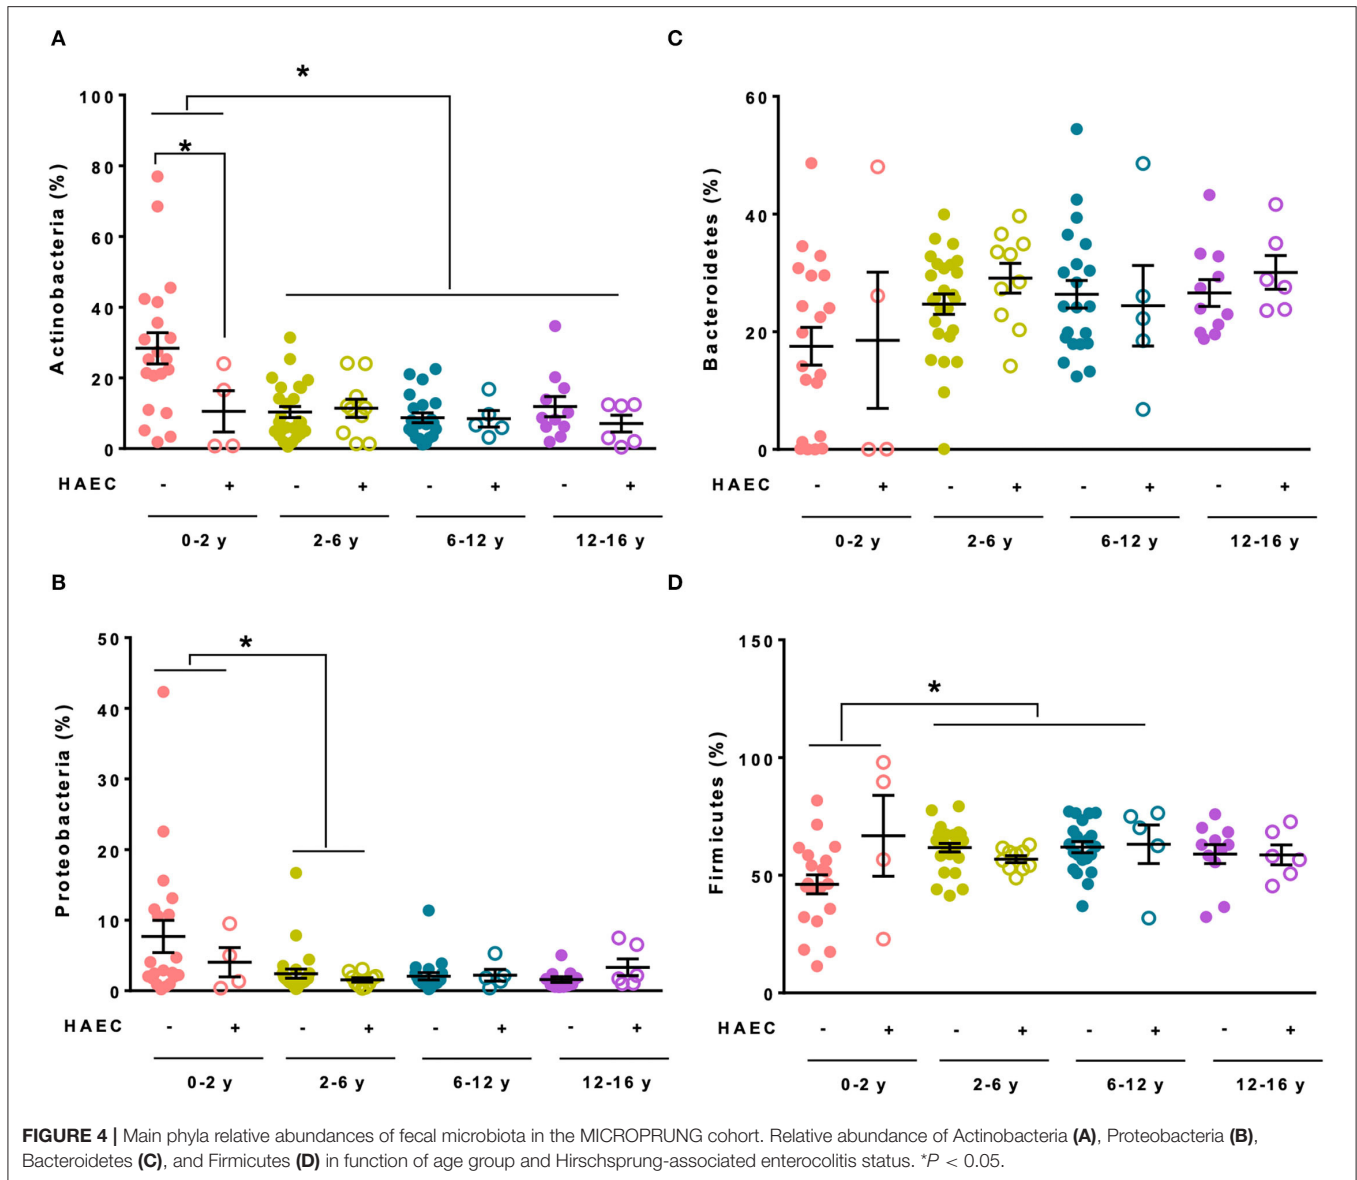 A
*
*
100
80
60
40
20
0
Actinobacteria (%)
HAEC - + - + - + - +
0-2 y 2-6 y 6-12 y 12-16 y
B
*
50
40
30
20
10
0
Proteobacteria (%)
HAEC - + - + - + - +
0-2 y 2-6 y 6-12 y 12-16 y
C
60
40
20
0
Bacteroidetes (%)
HAEC - + - + - + - +
0-2 y 2-6 y 6-12 y 12-16 y
D
*
150
100
50
0
Firmicutes (%)
HAEC - + - + - + - +
0-2 y 2-6 y 6-12 y 12-16 y
FIGURE 4 | Main phyla relative abundances of fecal microbiota in the MICROPRUNG cohort. Relative abundance of Actinobacteria (A), Proteobacteria (B),
Bacteroidetes (C), and Firmicutes (D) in function of age group and Hirschsprung-associated enterocolitis status. *P < 0.05.